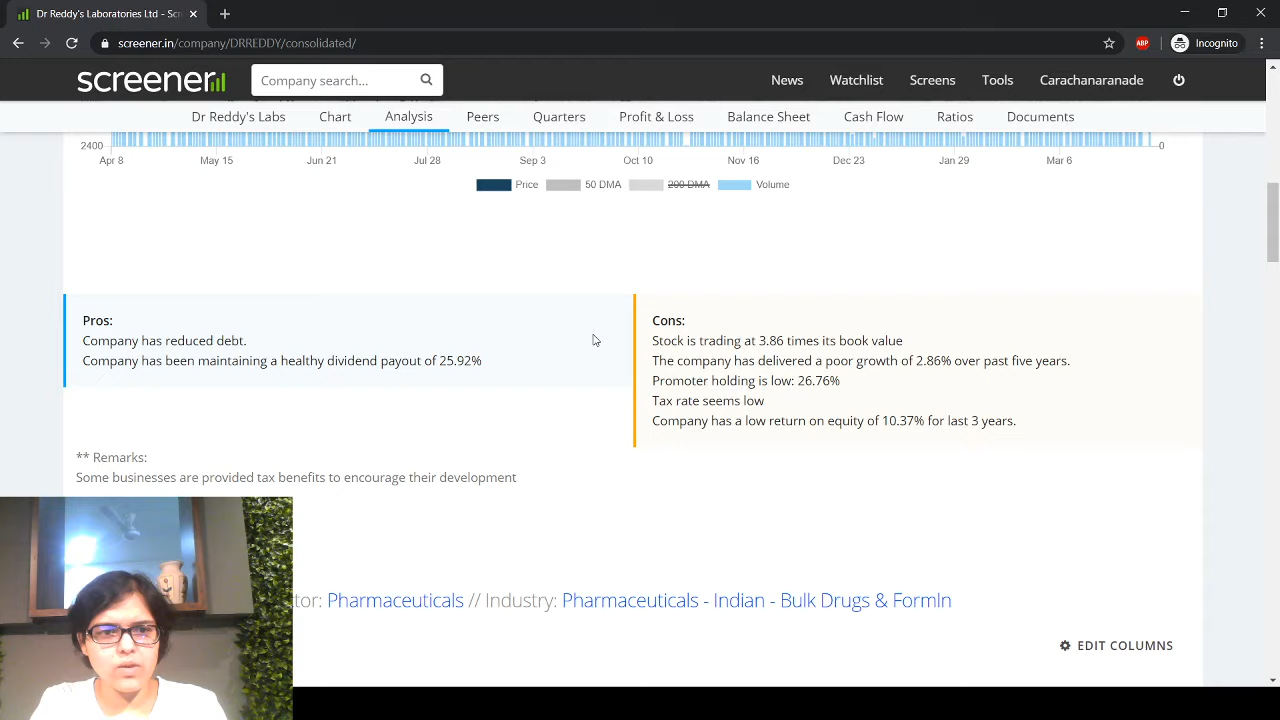 Dr Reddy's Laboratories Ltd - Scr
screener.in/company/DRREDDY/consolidated/
ABP
Incognito
screener
Company search...
News Watchlist Screens Tools Carachanaranade
Dr Reddy's Labs Chart Analysis Peers Quarters Profit & Loss Balance Sheet Cash Flow Ratios Documents
2400 0
Apr 8 May 15 Jun 21 Jul 28 Sep 3 Oct 10 Nov 16 Dec 23 Jan 29 Mar 6
Price 50 DMA 200 DMA Volume
Pros:
Company has reduced debt.
Company has been maintaining a healthy dividend payout of 25.92%
Cons:
Stock is trading at 3.86 times its book value
The company has delivered a poor growth of 2.86% over past five years.
Promoter holding is low: 26.76%
Tax rate seems low
Company has a low return on equity of 10.37% for last 3 years.
** Remarks:
Some businesses are provided tax benefits to encourage their development
tor: Pharmaceuticals // Industry: Pharmaceuticals - Indian - Bulk Drugs & Formln
EDIT COLUMNS